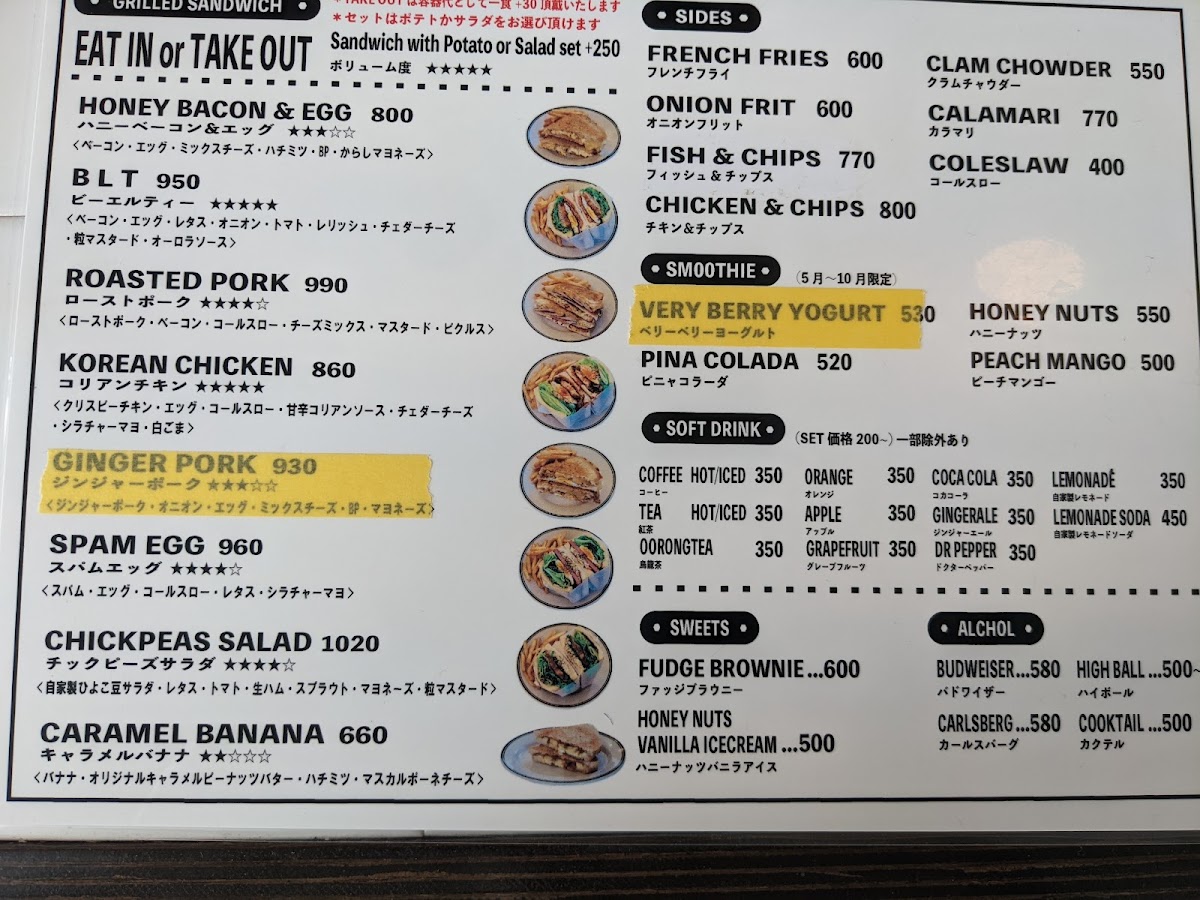 GRILLED SANDWICH
*TAKE OUTは容器代として一食+30頂戴いたします
*セットはポテトかサラダをお選び頂けます
EAT IN or TAKE OUT
Sandwich with Potato or Salad set +250
ボリューム度 ★★★★★
HONEY BACON & EGG 800
ハニーベーコン&エッグ ★★★☆☆
<ベーコン・エッグ・ミックスチーズ・ハチミツ・BP・からしマヨネーズ>
BLT 950
ビーエルティー ★★★★★
<ベーコン・エッグ・レタス・オニオン・トマト・レリッシュ・チェダーチーズ
・粒マスタード・オーロラソース>
ROASTED PORK 990
ローストポーク ★★★★☆
<ローストポーク・ベーコン・コールスロー・チーズミックス・マスタード・ピクルス>
KOREAN CHICKEN 860
コリアンチキン ★★★★★
<クリスピーチキン・エッグ・コールスロー・甘辛コリアンソース・チェダーチーズ
・シラチャーマヨ・白ごま>
GINGER PORK 930
ジンジャーポーク ★★★☆☆
<ジンジャーポーク・オニオン・エッグ・ミックスチーズ・BP・マヨネーズ>
SPAM EGG 960
スパムエッグ ★★★★☆
<スパム・エッグ・コールスロー・レタス・シラチャーマヨ>
CHICKPEAS SALAD 1020
チックピーズサラダ ★★★★☆
<自家製ひよこ豆サラダ・レタス・トマト・生ハム・スプラウト・マヨネーズ・粒マスタード>
CARAMEL BANANA 660
キャラメルバナナ ★★☆☆☆
<バナナ・オリジナルキャラメルピーナッツバター・ハチミツ・マスカルポーネチーズ>
• SIDES •
FRENCH FRIES 600
フレンチフライ
ONION FRIT 600
オニオンフリット
FISH & CHIPS 770
フィッシュ&チップス
CHICKEN & CHIPS 800
チキン&チップス
CLAM CHOWDER 550
クラムチャウダー
CALAMARI 770
カラマリ
COLESLAW 400
コールスロー
• SMOOTHIE • (5月〜10月限定)
VERY BERRY YOGURT 530
ベリーベリーヨーグルト
PINA COLADA 520
ピニャコラーダ
HONEY NUTS 550
ハニーナッツ
PEACH MANGO 500
ピーチマンゴー
• SOFT DRINK • (SET 価格 200~) 一部除外あり
COFFEE HOT/ICED 350
コーヒー
TEA HOT/ICED 350
紅茶
OORONGTEA 350
烏龍茶
ORANGE 350
オレンジ
APPLE 350
アップル
GRAPEFRUIT 350
グレープフルーツ
COCA COLA 350
コカコーラ
GINGERALE 350
ジンジャーエール
DR PEPPER 350
ドクターペッパー
LEMONADÉ 350
自家製レモネード
LEMONADE SODA 450
自家製レモネードソーダ
• SWEETS •
FUDGE BROWNIE...600
ファッジブラウニー
HONEY NUTS
VANILLA ICECREAM ...500
ハニーナッツバニラアイス
• ALCHOL •
BUDWEISER...580
バドワイザー
CARLSBERG...580
カールスバーグ
HIGH BALL ...500~
ハイボール
COOKTAIL ...500
カクテル